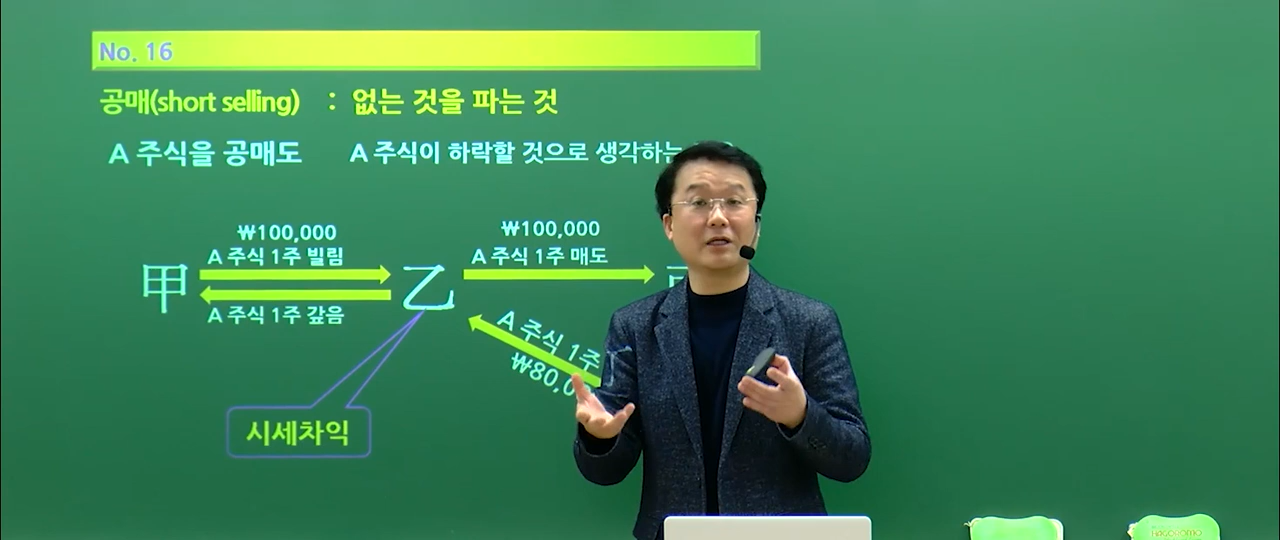 No. 16
공매(short selling) : 없는 것을 파는 것
A 주식을 공매도 A 주식이 하락할 것으로 생각하는
₩100,000 ₩100,000
A 주식 1주 빌림 A 주식 1주 매도
甲 乙
A 주식 1주 갚음
A 주식 1주
₩80,0
시세차익